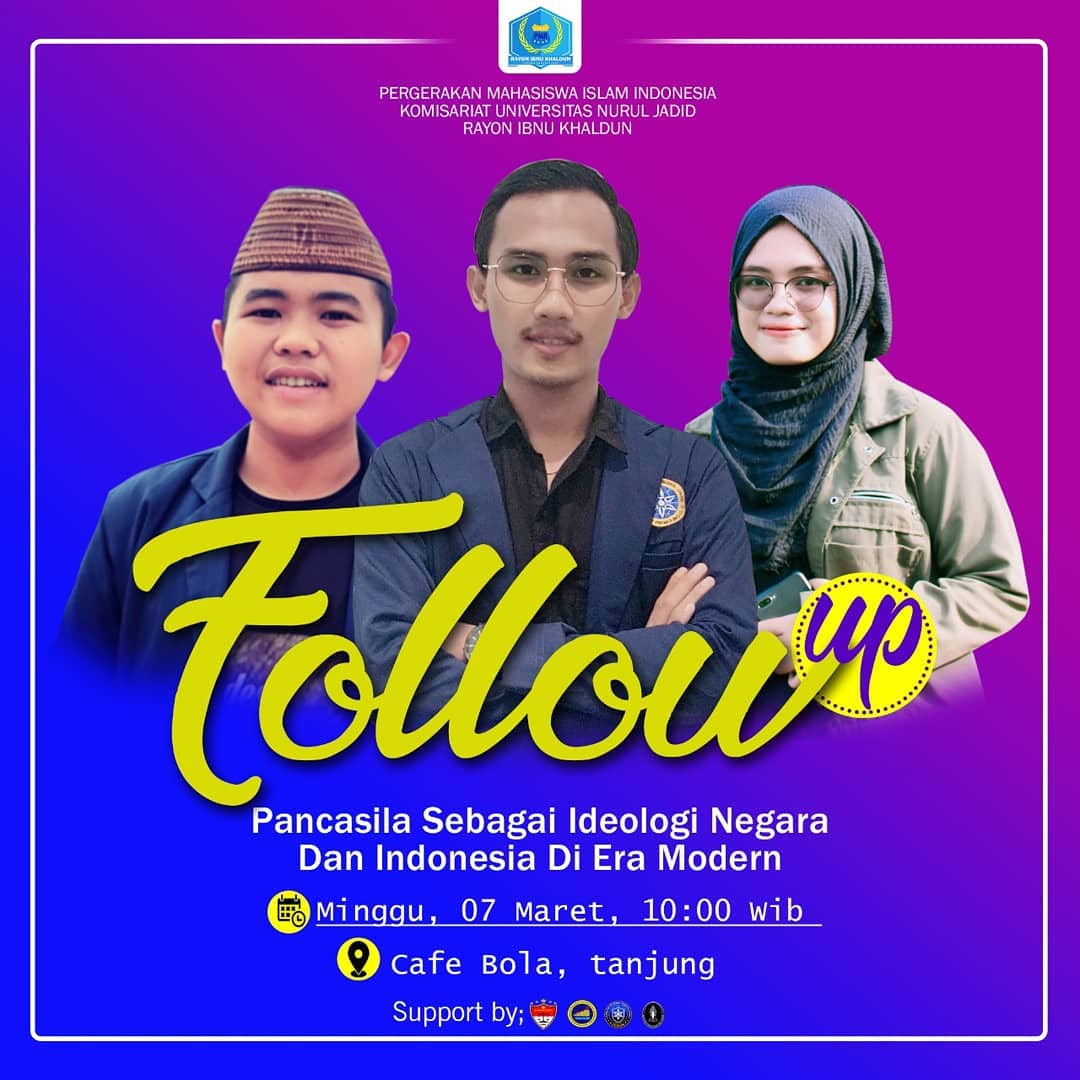 PMII
RAYON IBNU KHALDUN
PERGERAKAN MAHASISWA ISLAM INDONESIA
KOMISARIAT UNIVERSITAS NURUL JADID
RAYON IBNU KHALDUN
Follow up
Pancasila Sebagai Ideologi Negara
Dan Indonesia Di Era Modern
Minggu, 07 Maret, 10:00 Wib
Cafe Bola, tanjung
Support by;